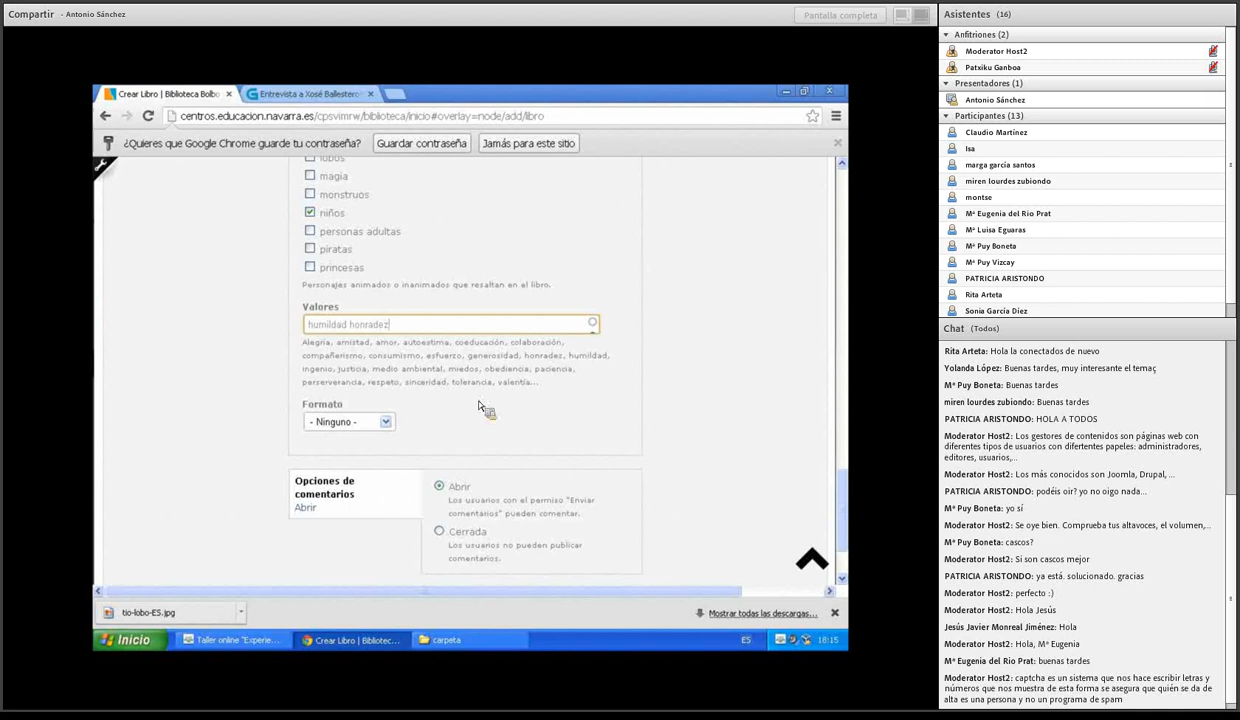 Compartir - Antonio Sánchez
Pantalla completa
Crear Libro | Biblioteca Bolbo
Entrevista a Xosé Ballestero
centros.educacion.navarra.es/cpsvimrw/biblioteca/inicio#overlay=node/add/libro
¿Quieres que Google Chrome guarde tu contraseña?
Guardar contraseña
Jamás para este sitio
lobos
magia
monstruos
niños
personas adultas
piratas
princesas
Personajes animados o inanimados que resaltan en el libro.
Valores
humildad honradez
Alegría, amistad, amor, autoestima, coeducación, colaboración,
compañerismo, consumismo, esfuerzo, generosidad, honradez, humildad,
ingenio, justicia, medio ambiental, miedos, obediencia, paciencia,
perserverancia, respeto, sinceridad, tolerancia, valentía...
Formato
- Ninguno -
Opciones de
comentarios
Abrir
Abrir
Los usuarios con el permiso "Enviar
comentarios" pueden comentar.
Cerrada
Los usuarios no pueden publicar
comentarios.
tio-lobo-ES.jpg
Mostrar todas las descargas...
Inicio
Taller online "Experie...
Crear Libro | Bibliotec...
carpeta
ES
18:15
Asistentes (16)
Anfitriones (2)
Moderator Host2
Patxiku Ganboa
Presentadores (1)
Antonio Sánchez
Participantes (13)
Claudio Martínez
Isa
marga garcía santos
miren lourdes zubiondo
montse
Mª Eugenia del Rio Prat
Mª Luisa Eguaras
Mª Puy Boneta
Mª Puy Vizcay
PATRICIA ARISTONDO
Rita Arteta
Sonia García Díez
Chat (Todos)
Rita Arteta: Hola la conectados de nuevo
Yolanda López: Buenas tardes, muy interesante el temaç
Mª Puy Boneta: Buenas tardes
miren lourdes zubiondo: Buenas tardes
PATRICIA ARISTONDO: HOLA A TODOS
Moderator Host2: Los gestores de contenidos son páginas web con
diferentes tipos de usuarios con difertentes papeles: administradores,
editores, usuarios,...
Moderator Host2: Los más conocidos son Joomla, Drupal, ...
PATRICIA ARISTONDO: podéis oir? yo no oigo nada...
Mª Puy Boneta: yo sí
Moderator Host2: Se oye bien. Comprueba tus altavoces, el volumen,...
Mª Puy Boneta: cascos?
Moderator Host2: Si son cascos mejor
PATRICIA ARISTONDO: ya está. solucionado. gracias
Moderator Host2: perfecto :)
Moderator Host2: Hola Jesús
Jesús Javier Monreal Jiménez: Hola
Moderator Host2: Hola, Mª Eugenia
Mª Eugenia del Rio Prat: buenas tardes
Moderator Host2: captcha es un sistema que nos hace escribir letras y
números que nos muestra de esta forma se asegura que quién se da de
alta es una persona y no un programa de spam